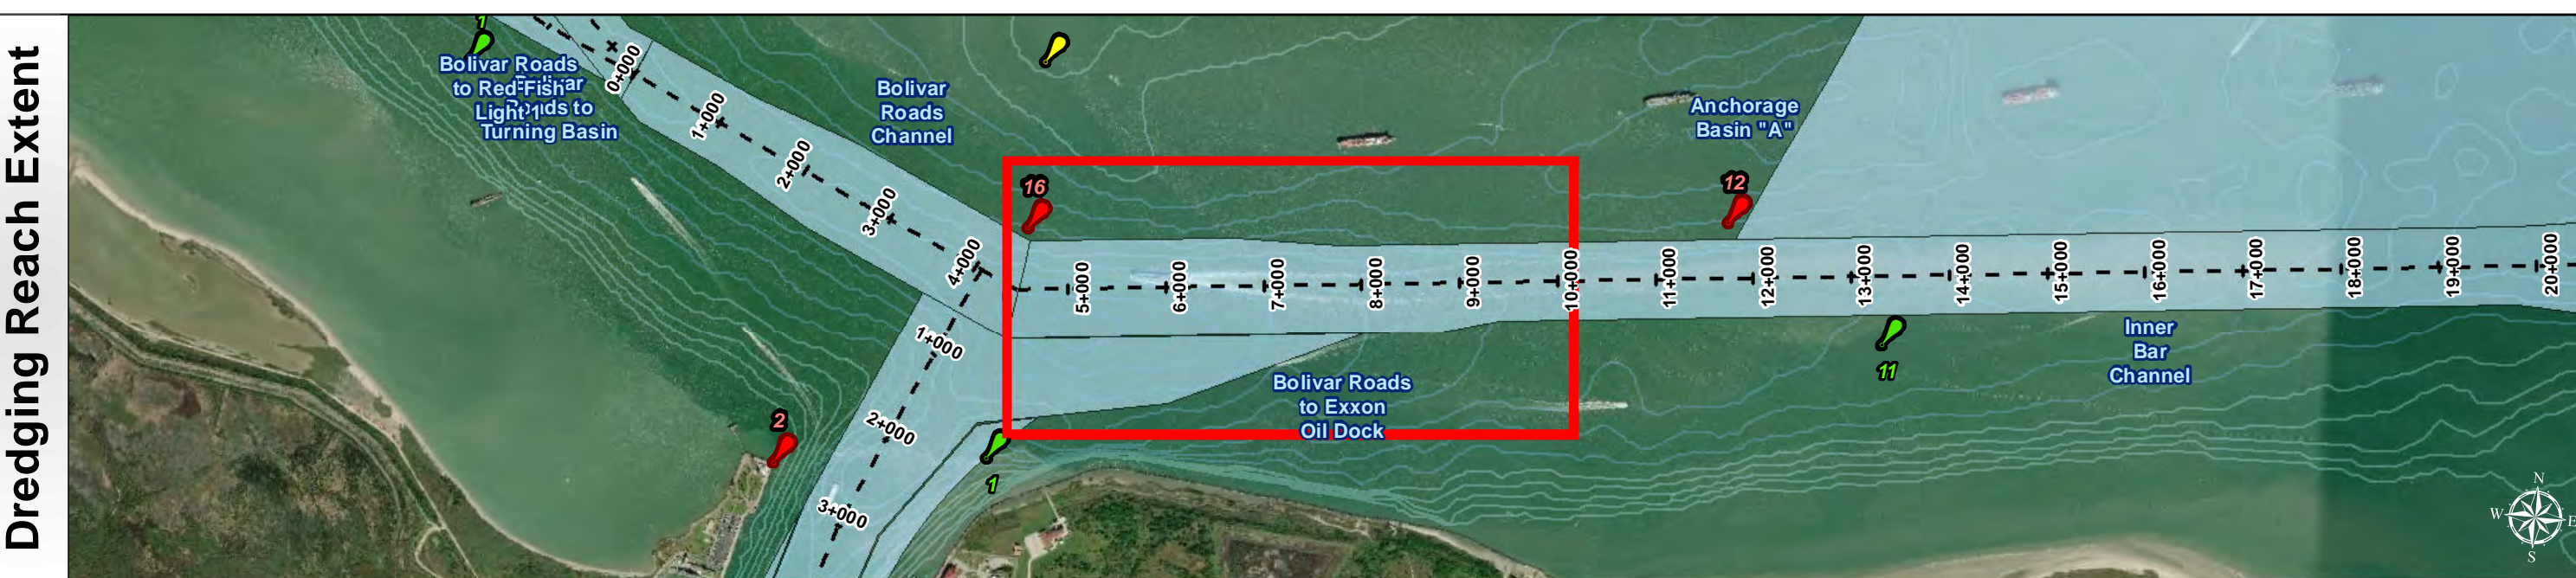 Dredging Reach Extent
1
Bolivar Roads
to Red Fish
Light 1
Bolivar
Roads to
Turning Basin
0+000
1+000
2+000
3+000
4+000
Bolivar
Roads
Channel
16
Anchorage
Basin "A"
12
5+000
6+000
7+000
8+000
9+000
10+000
11+000
12+000
13+000
14+000
15+000
16+000
17+000
18+000
19+000
20+000
1+000
2+000
3+000
2
1
Bolivar Roads
to Exxon
Oil Dock
11
Inner
Bar
Channel
N
W
E
S